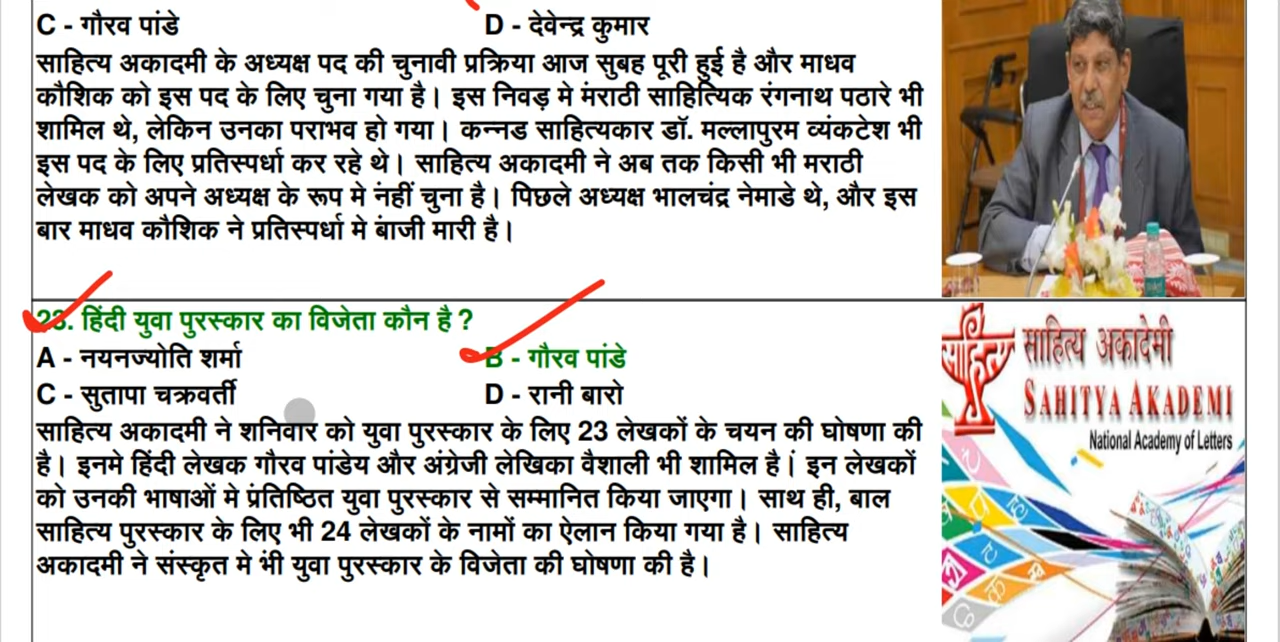 C - गौरव पांडे
D - देवेन्द्र कुमार
साहित्य अकादमी के अध्यक्ष पद की चुनावी प्रक्रिया आज सुबह पूरी हुई है और माधव
कौशिक को इस पद के लिए चुना गया है। इस निवड़ मे मंराठी साहित्यिक रंगनाथ पठारे भी
शामिल थे, लेकिन उनका पराभव हो गया। कन्नड साहित्यकार डॉ. मल्लापुरम व्यंकटेश भी
इस पद के लिए प्रतिस्पर्धा कर रहे थे। साहित्य अकादमी ने अब तक किसी भी मराठी
लेखक को अपने अध्यक्ष के रूप मे नंहीं चुना है। पिछले अध्यक्ष भालचंद्र नेमाडे थे, और इस
बार माधव कौशिक ने प्रतिस्पर्धा मे बांजी मारी है।
23. हिंदी युवा पुरस्कार का विजेता कौन है ?
A - नयनज्योति शर्मा
B - गौरव पांडे
C - सुतापा चक्रवर्ती
D - रानी बारो
साहित्य अकादमी ने शनिवार को युवा पुरस्कार के लिए 23 लेखकों के चयन की घोषणा की
है। इनमे हिंदी लेखक गौरव पांडेय और अंग्रेजी लेखिका वैशाली भी शामिल है। इन लेखकों
को उनकी भाषाओं मे प्रंतिष्ठित युवा पुरस्कार से सम्मानित किया जाएगा। साथ ही, बाल
साहित्य पुरस्कार के लिए भी 24 लेखकों के नामों का ऐलान किया गया है। साहित्य
अकादमी ने संस्कृत मे भीं युवा पुरस्कार के विजेता की घोषणा की है।
साहित्य
साहित्य अकादेमी
SAHITYA AKADEMI
National Academy of Letters